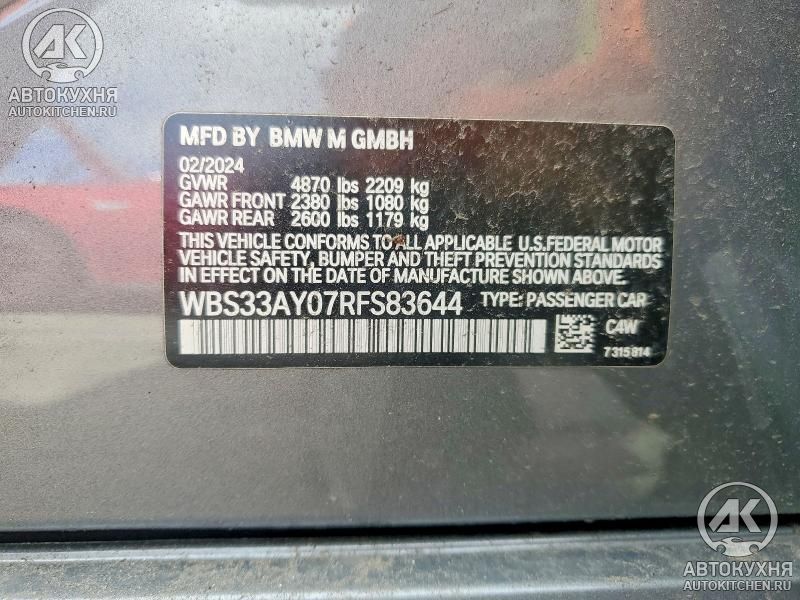 AK
АВТОКУХНЯ
AUTOKITCHEN.RU
MFD BY BMW M GMBH
02/2024
GVWR 4870 lbs 2209 kg
GAWR FRONT 2380 lbs 1080 kg
GAWR REAR 2600 lbs 1179 kg
THIS VEHICLE CONFORMS TO ALL APPLICABLE U.S.FEDERAL MOTOR
VEHICLE SAFETY, BUMPER AND THEFT PREVENTION STANDARDS
IN EFFECT ON THE DATE OF MANUFACTURE SHOWN ABOVE.
WBS33AY07RFS83644 TYPE: PASSENGER CAR
C4W
7315814
AK
АВТОКУХНЯ
AUTOKITCHEN.RU